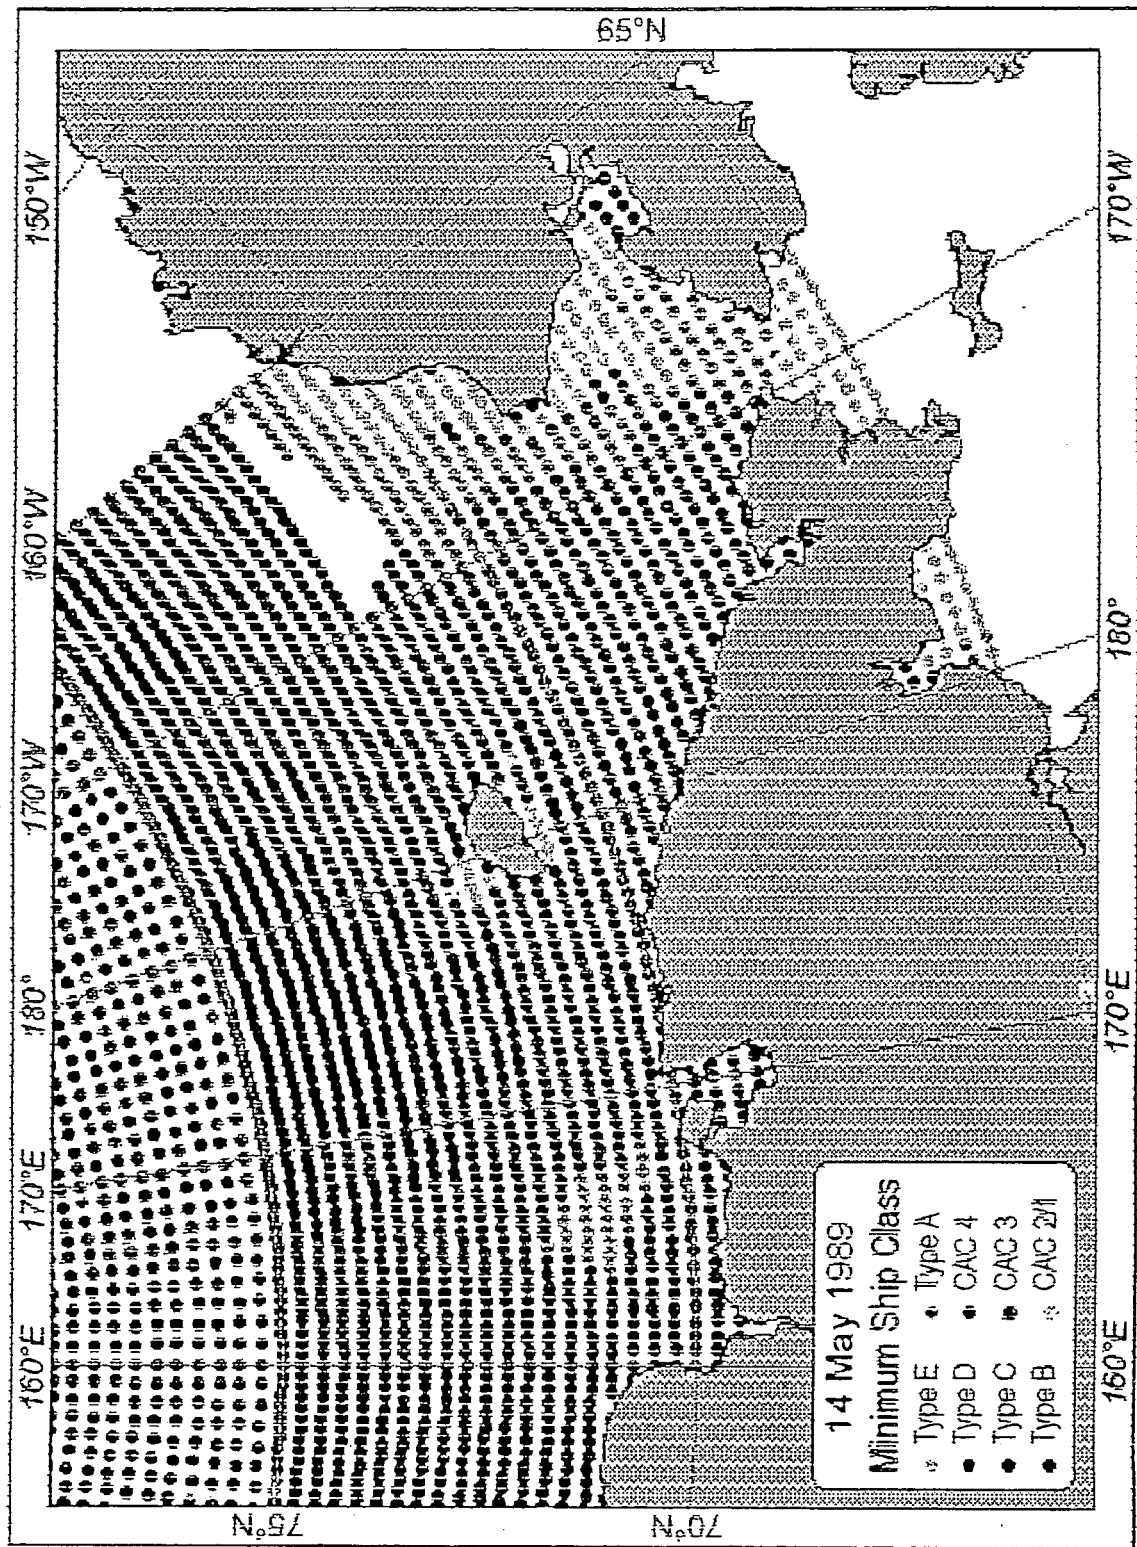 65°N
150°W
160°W
170°W
180°
170°E
160°E
75°N
70°N
170°W
180°
170°E
160°E
14 May 1989
Minimum Ship Class
Type E Type A
Type D CAC 4
Type C CAC 3
Type B CAC 2/1